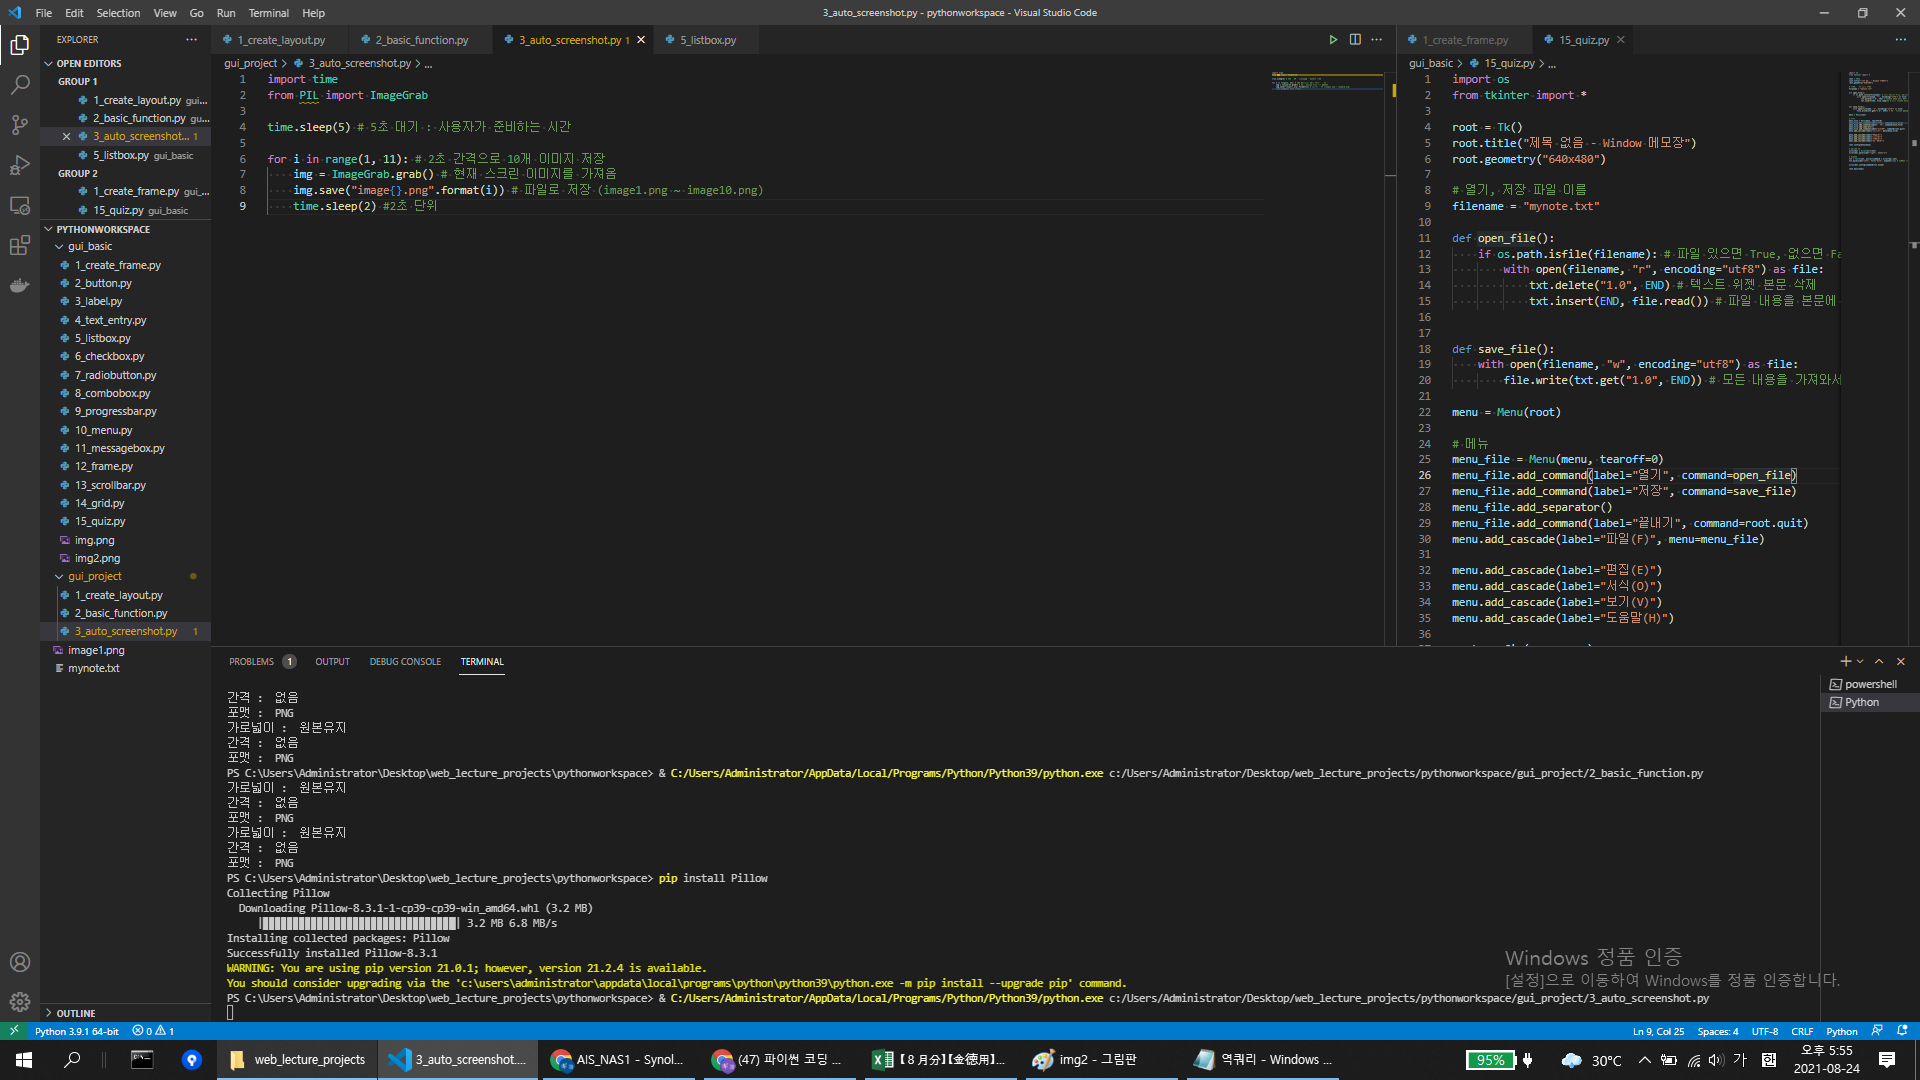 File Edit Selection View Go Run Terminal Help
3_auto_screenshot.py - pythonworkspace - Visual Studio Code
EXPLORER
OPEN EDITORS
GROUP 1
1_create_layout.py gui...
2_basic_function.py gu...
3_auto_screenshot... 1
5_listbox.py gui_basic
GROUP 2
1_create_frame.py gui...
15_quiz.py gui_basic
PYTHONWORKSPACE
gui_basic
1_create_frame.py
2_button.py
3_label.py
4_text_entry.py
5_listbox.py
6_checkbox.py
7_radiobutton.py
8_combobox.py
9_progressbar.py
10_menu.py
11_messagebox.py
12_frame.py
13_scrollbar.py
14_grid.py
15_quiz.py
img.png
img2.png
gui_project
1_create_layout.py
2_basic_function.py
3_auto_screenshot.py 1
image1.png
mynote.txt
OUTLINE
1_create_layout.py 2_basic_function.py 3_auto_screenshot.py 1 5_listbox.py
gui_project > 3_auto_screenshot.py > ...
1 import time
2 from PIL import ImageGrab
3
4 time.sleep(5) # 5초 대기 : 사용자가 준비하는 시간
5
6 for i in range(1, 11): # 2초 간격으로 10개 이미지 저장
7 img = ImageGrab.grab() # 현재 스크린 이미지를 가져옴
8 img.save("image{}.png".format(i)) # 파일로 저장 (image1.png ~ image10.png)
9 time.sleep(2) #2초 단위
1_create_frame.py 15_quiz.py
gui_basic > 15_quiz.py > ...
1 import os
2 from tkinter import *
3
4 root = Tk()
5 root.title("제목 없음 - Window 메모장")
6 root.geometry("640x480")
7
8 # 열기, 저장 파일 이름
9 filename = "mynote.txt"
10
11 def open_file():
12 if os.path.isfile(filename): # 파일 있으면 True, 없으면 Fa
13 with open(filename, "r", encoding="utf8") as file:
14 txt.delete("1.0", END) # 텍스트 위젯 본문 삭제
15 txt.insert(END, file.read()) # 파일 내용을 본문에
16
17
18 def save_file():
19 with open(filename, "w", encoding="utf8") as file:
20 file.write(txt.get("1.0", END)) # 모든 내용을 가져와서
21
22 menu = Menu(root)
23
24 # 메뉴
25 menu_file = Menu(menu, tearoff=0)
26 menu_file.add_command(label="열기", command=open_file)
27 menu_file.add_command(label="저장", command=save_file)
28 menu_file.add_separator()
29 menu_file.add_command(label="끝내기", command=root.quit)
30 menu.add_cascade(label="파일(F)", menu=menu_file)
31
32 menu.add_cascade(label="편집(E)")
33 menu.add_cascade(label="서식(O)")
34 menu.add_cascade(label="보기(V)")
35 menu.add_cascade(label="도움말(H)")
36
PROBLEMS 1 OUTPUT DEBUG CONSOLE TERMINAL
간격 : 없음
포맷 : PNG
가로넓이 : 원본유지
간격 : 없음
포맷 : PNG
PS C:\Users\Administrator\Desktop\web_lecture_projects\pythonworkspace> & C:/Users/Administrator/AppData/Local/Programs/Python/Python39/python.exe c:/Users/Administrator/Desktop/web_lecture_projects/pythonworkspace/gui_project/2_basic_function.py
가로넓이 : 원본유지
간격 : 없음
포맷 : PNG
가로넓이 : 원본유지
간격 : 없음
포맷 : PNG
PS C:\Users\Administrator\Desktop\web_lecture_projects\pythonworkspace> pip install Pillow
Collecting Pillow
Downloading Pillow-8.3.1-1-cp39-cp39-win_amd64.whl (3.2 MB)
3.2 MB 6.8 MB/s
Installing collected packages: Pillow
Successfully installed Pillow-8.3.1
WARNING: You are using pip version 21.0.1; however, version 21.2.4 is available.
You should consider upgrading via the 'c:\users\administrator\appdata\local\programs\python\python39\python.exe -m pip install --upgrade pip' command.
PS C:\Users\Administrator\Desktop\web_lecture_projects\pythonworkspace> & C:/Users/Administrator/AppData/Local/Programs/Python/Python39/python.exe c:/Users/Administrator/Desktop/web_lecture_projects/pythonworkspace/gui_project/3_auto_screenshot.py
powershell
Python
Windows 정품 인증
[설정]으로 이동하여 Windows를 정품 인증합니다.
Python 3.9.1 64-bit 0 1
Ln 9, Col 25 Spaces: 4 UTF-8 CRLF Python
web_lecture_projects
3_auto_screenshot....
AIS_NAS1 - Synol...
(47) 파이썬 코딩 ...
【8 月分】【金徳用】...
img2 - 그림판
역쿼리 - Windows ...
95%
30°C
가
오후 5:55
2021-08-24